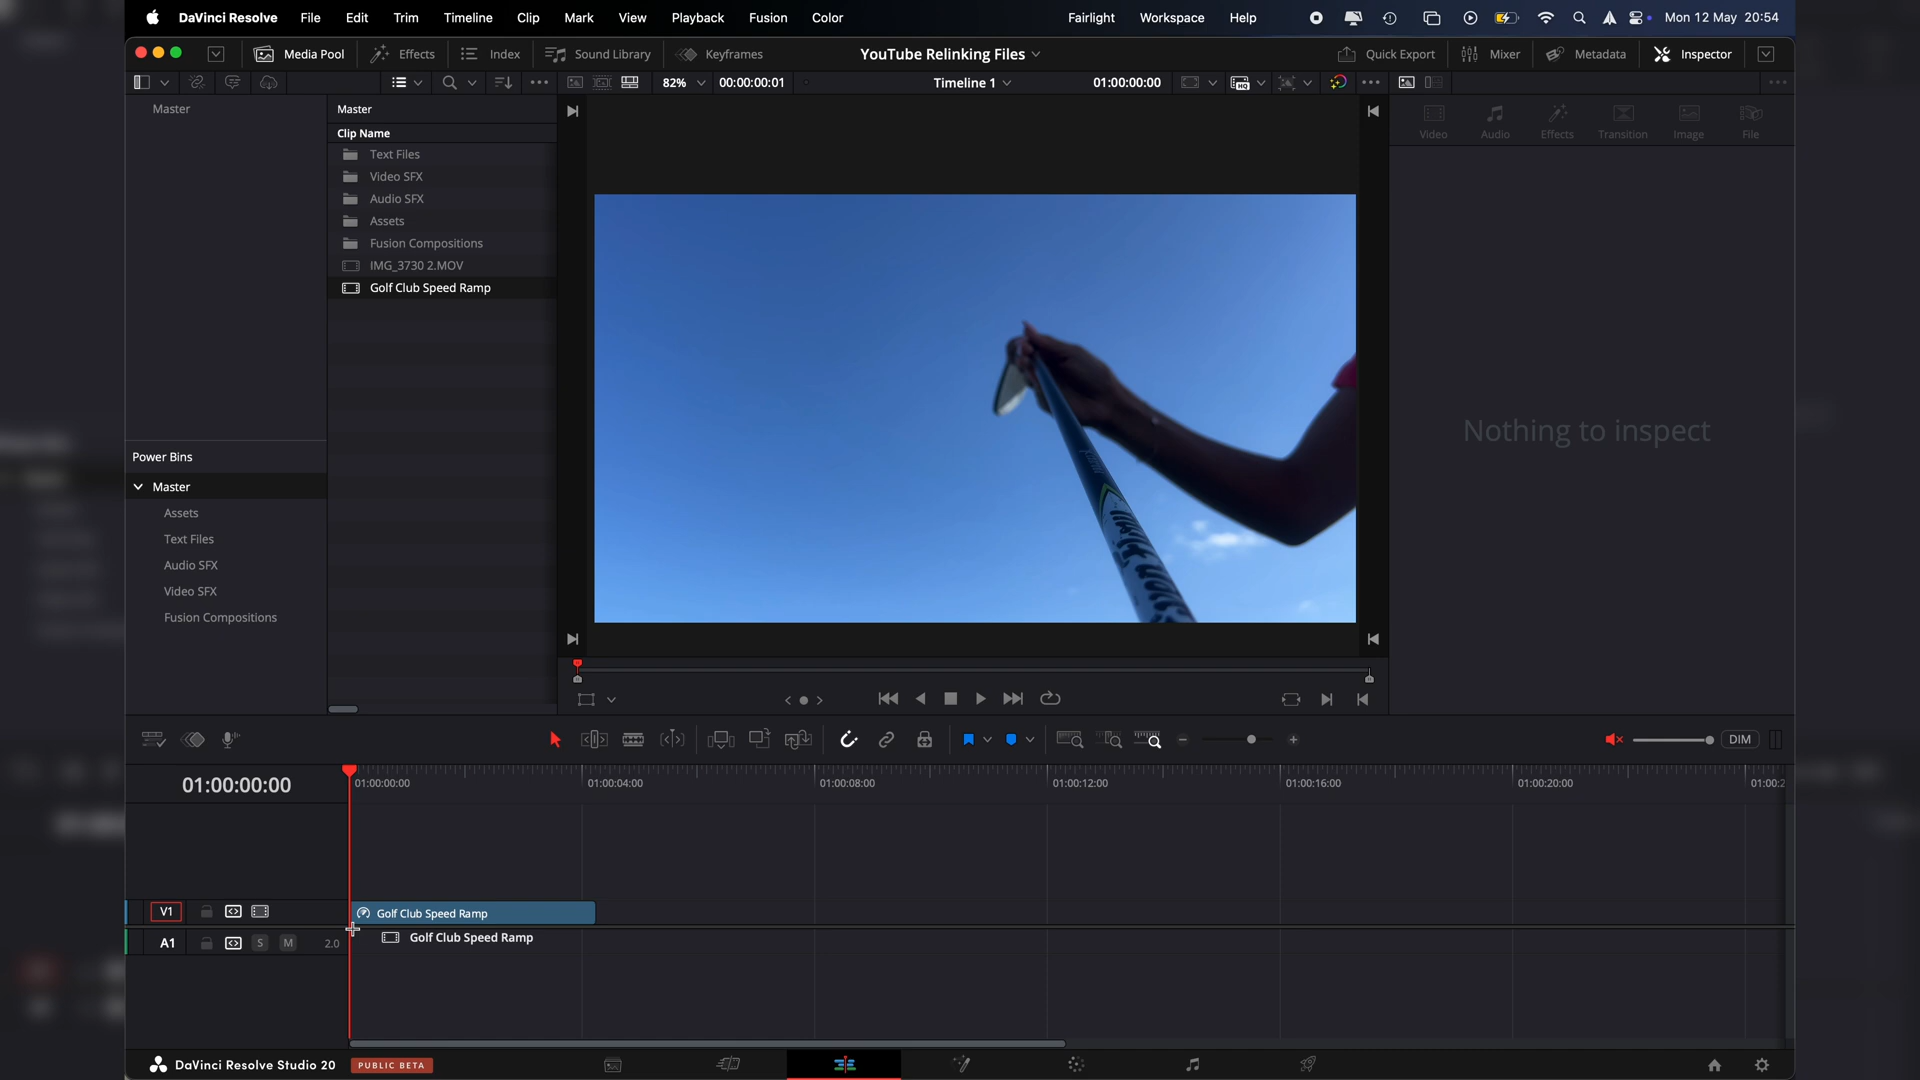 DaVinci Resolve File Edit Trim Timeline Clip Mark View Playback Fusion Color Fairlight Workspace Help Mon 12 May 20:54
Media Pool Effects Index Sound Library Keyframes YouTube Relinking Files Quick Export Mixer Metadata Inspector
82% 00:00:00:01 Timeline 1 01:00:00:00 HQ
Master
Master
Clip Name
Text Files
Video SFX
Audio SFX
Assets
Fusion Compositions
IMG_3730 2.MOV
Golf Club Speed Ramp
Video Audio Effects Transition Image File
Nothing to inspect
Power Bins
Master
Assets
Text Files
Audio SFX
Video SFX
Fusion Compositions
DIM
01:00:00:00 01:00:00:00 01:00:04:00 01:00:08:00 01:00:12:00 01:00:16:00 01:00:20:00 01:00:2
V1 Golf Club Speed Ramp
A1 S M 2.0 Golf Club Speed Ramp
DaVinci Resolve Studio 20 PUBLIC BETA